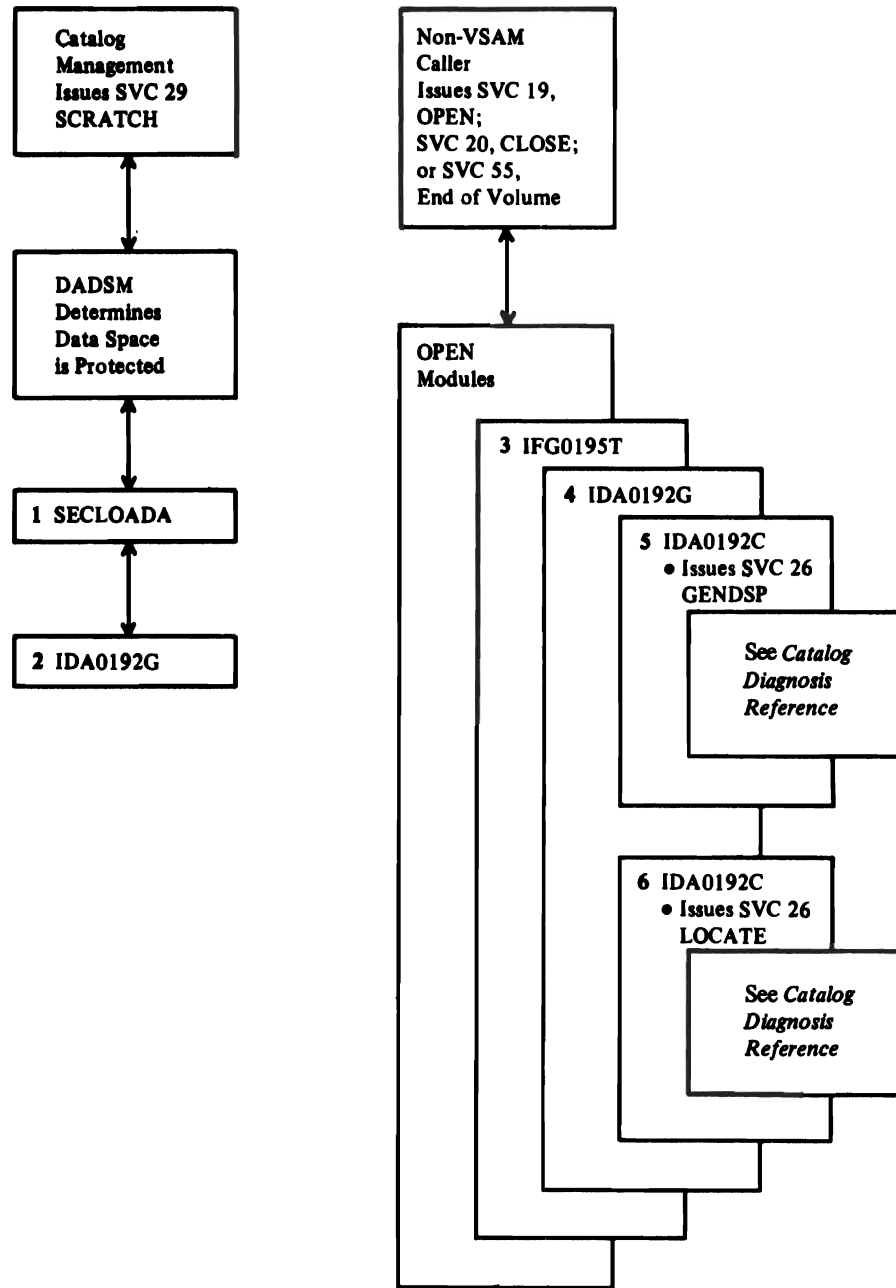 Catalog
Management
Issues SVC 29
SCRATCH
DADSM
Determines
Data Space
is Protected
1 SECLOADA
2 IDA0192G
Non-VSAM
Caller
Issues SVC 19,
OPEN;
SVC 20, CLOSE;
or SVC 55,
End of Volume
OPEN
Modules
3 IFG0195T
4 IDA0192G
5 IDA0192C
• Issues SVC 26
GENDSP
See Catalog
Diagnosis
Reference
6 IDA0192C
• Issues SVC 26
LOCATE
See Catalog
Diagnosis
Reference